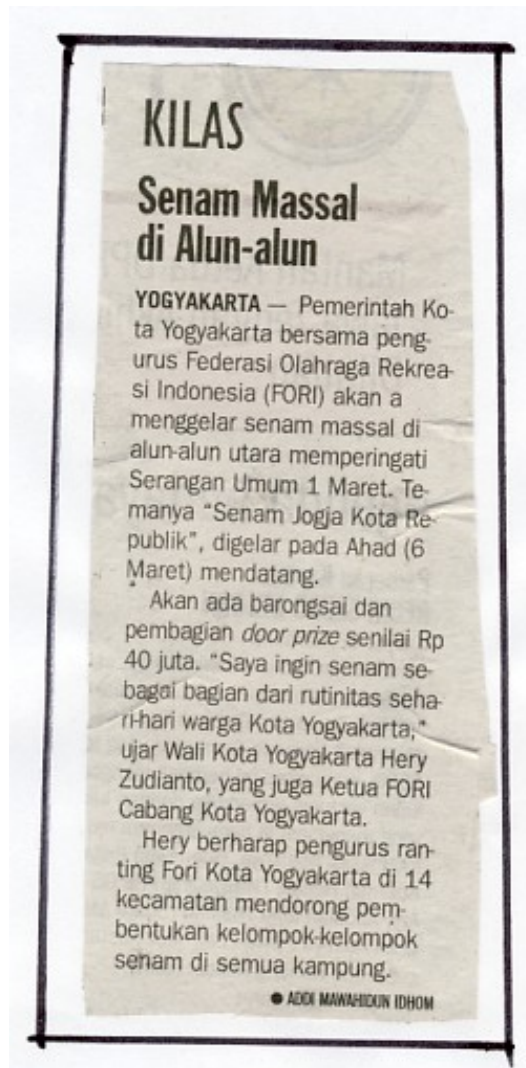 KILAS
Senam Massal
di Alun-alun
YOGYAKARTA — Pemerintah Ko-
ta Yogyakarta bersama peng-
urus Federasi Olahraga Rekrea-
si Indonesia (FORI) akan a
menggelar senam massal di
alun-alun utara memperingati
Serangan Umum 1 Maret. Te-
manya “Senam Jogja Kota Re-
publik”, digelar pada Ahad (6
Maret) mendatang.
Akan ada barongsai dan
pembagian door prize senilai Rp
40 juta. “Saya ingin senam se-
bagai bagian dari rutinitas seha-
ri-hari warga Kota Yogyakarta,”
ujar Wali Kota Yogyakarta Hery
Zudianto, yang juga Ketua FORI
Cabang Kota Yogyakarta.
Hery berharap pengurus ran-
ting Fori Kota Yogyakarta di 14
kecamatan mendorong pem-
bentukan kelompok-kelompok
senam di semua kampung.
● ADDI MAWAHIDUN IDHOM